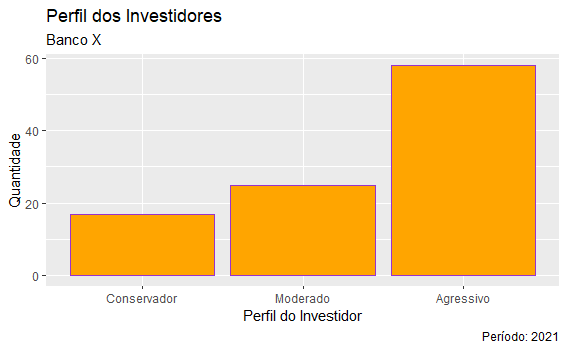 Perfil dos Investidores
Banco X
60
40
20
0
Quantidade
Conservador Moderado Agressivo
Perfil do Investidor
Período: 2021